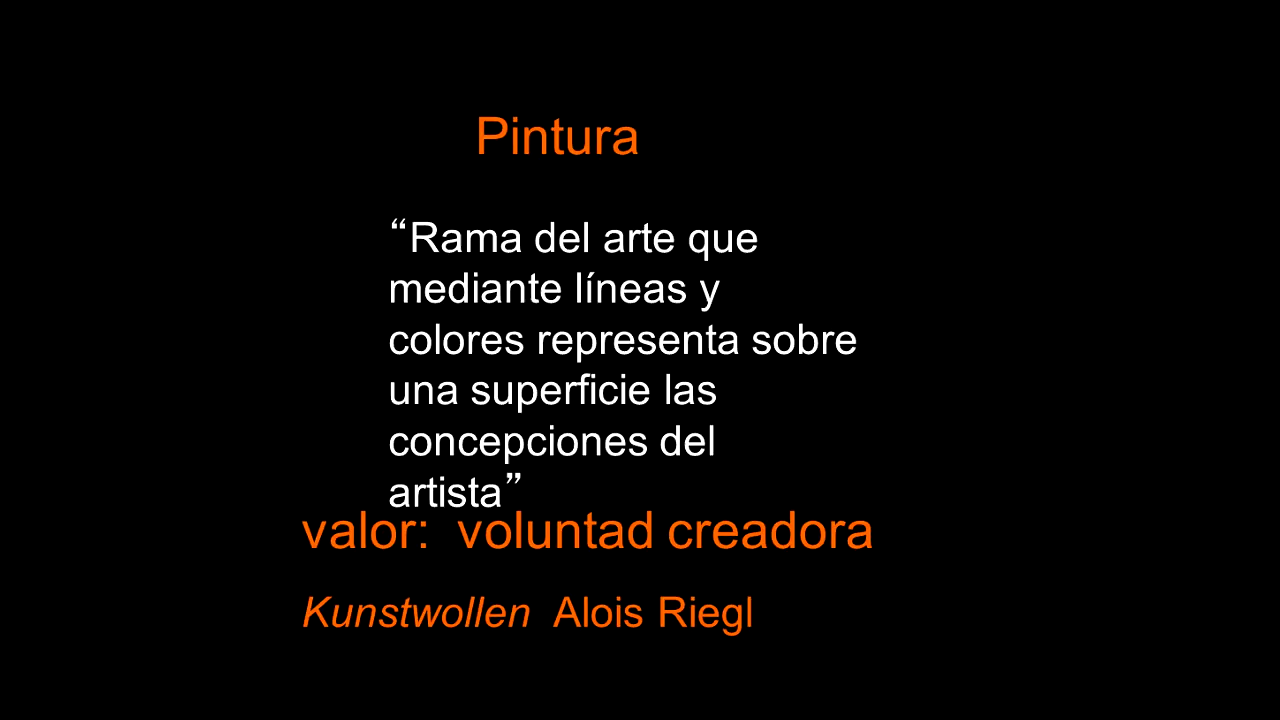 Pintura
“Rama del arte que
mediante líneas y
colores representa sobre
una superficie las
concepciones del
artista”
valor: voluntad creadora
Kunstwollen Alois Riegl